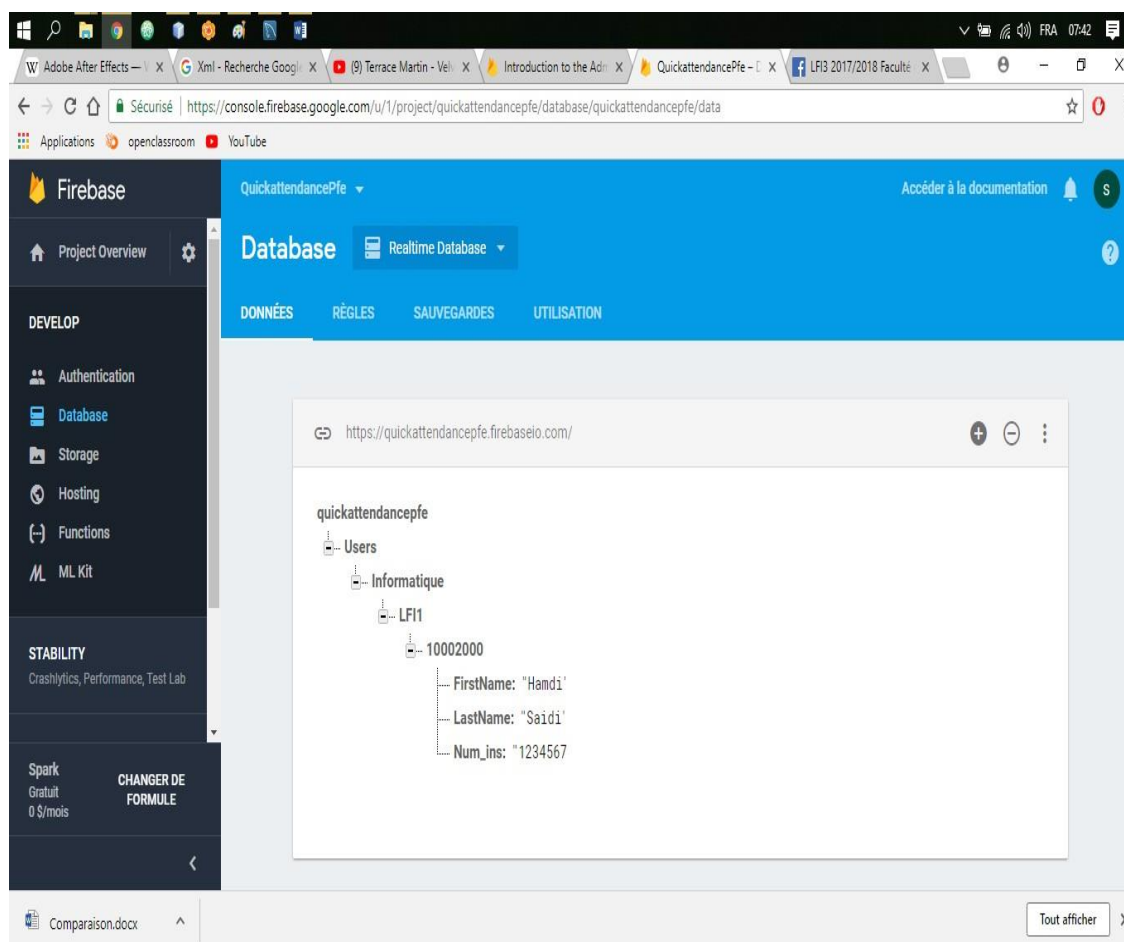 FRA 07:42
Adobe After Effects — W
Xml - Recherche Googl
(9) Terrace Martin - Vel
Introduction to the Adm
QuickattendancePfe – D
LFI3 2017/2018 Faculté
Sécurisé | https://console.firebase.google.com/u/1/project/quickattendancepfe/database/quickattendancepfe/data
Applications openclassroom YouTube
Firebase
QuickattendancePfe
Accéder à la documentation
S
Project Overview
Database
Realtime Database
DONNÉES RÈGLES SAUVEGARDES UTILISATION
DEVELOP
Authentication
Database
Storage
Hosting
Functions
ML Kit
STABILITY
Crashlytics, Performance, Test Lab
Spark
Gratuit
0 $/mois
CHANGER DE
FORMULE
https://quickattendancepfe.firebaseio.com/
quickattendancepfe
Users
Informatique
LFI1
10002000
FirstName: "Hamdi'
LastName: "Saidi'
Num_ins: "1234567
Comparaison.docx
Tout afficher